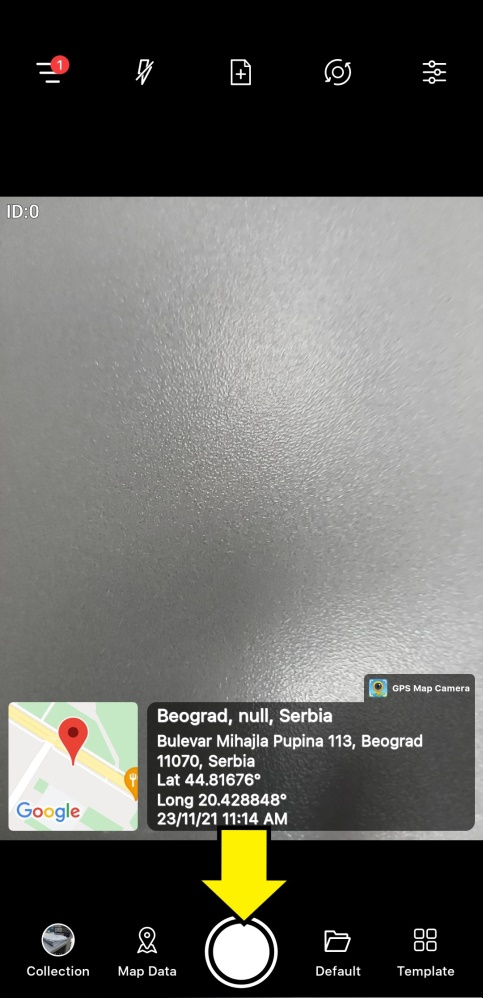 1
ID:0
GPS Map Camera
Beograd, null, Serbia
Bulevar Mihajla Pupina 113, Beograd
11070, Serbia
Lat 44.81676°
Long 20.428848°
23/11/21 11:14 AM
Google
Collection
Map Data
Default
Template